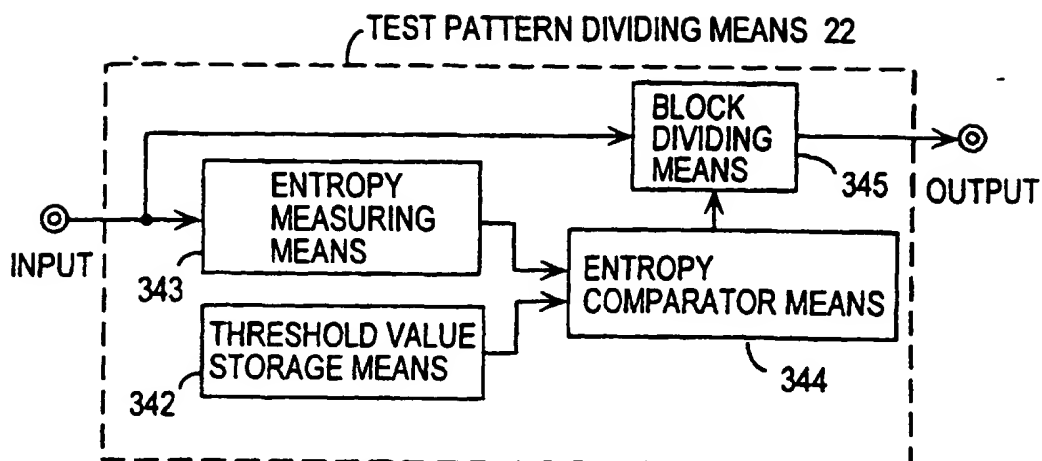 TEST PATTERN DIVIDING MEANS 22
BLOCK
DIVIDING
MEANS
345
OUTPUT
ENTROPY
MEASURING
MEANS
INPUT
343
ENTROPY
COMPARATOR MEANS
THRESHOLD VALUE
STORAGE MEANS
344
342